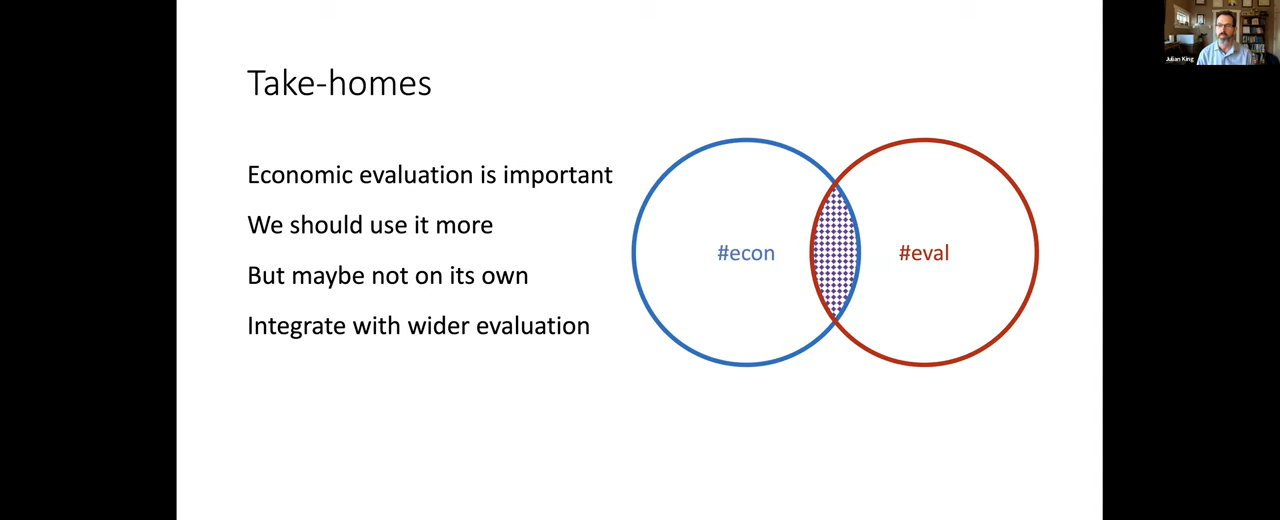 Take-homes
Economic evaluation is important
We should use it more
But maybe not on its own
Integrate with wider evaluation
#econ
#eval
Julian King